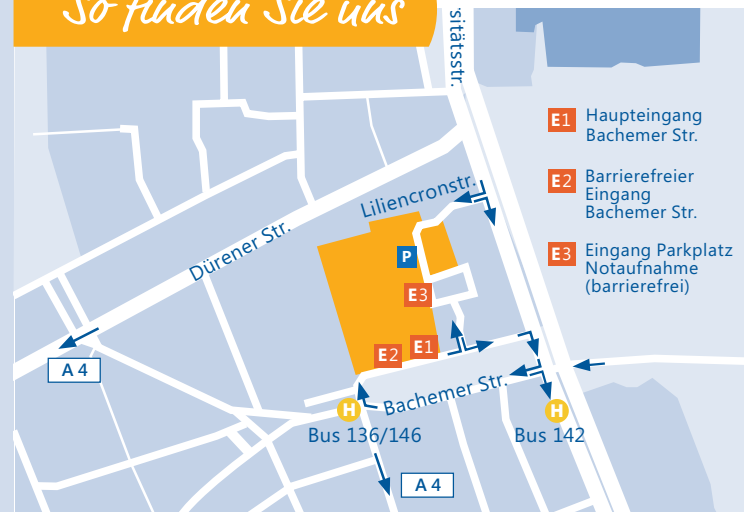 So finden Sie uns
sitätsstr.
E1 Haupteingang
Bachemer Str.
E2 Barrierefreier
Eingang
Bachemer Str.
E3 Eingang Parkplatz
Notaufnahme
(barrierefrei)
Liliencronstr.
Dürener Str.
P
E3
E1
E2
A 4
Bachemer Str.
H
H
Bus 136/146
Bus 142
A 4